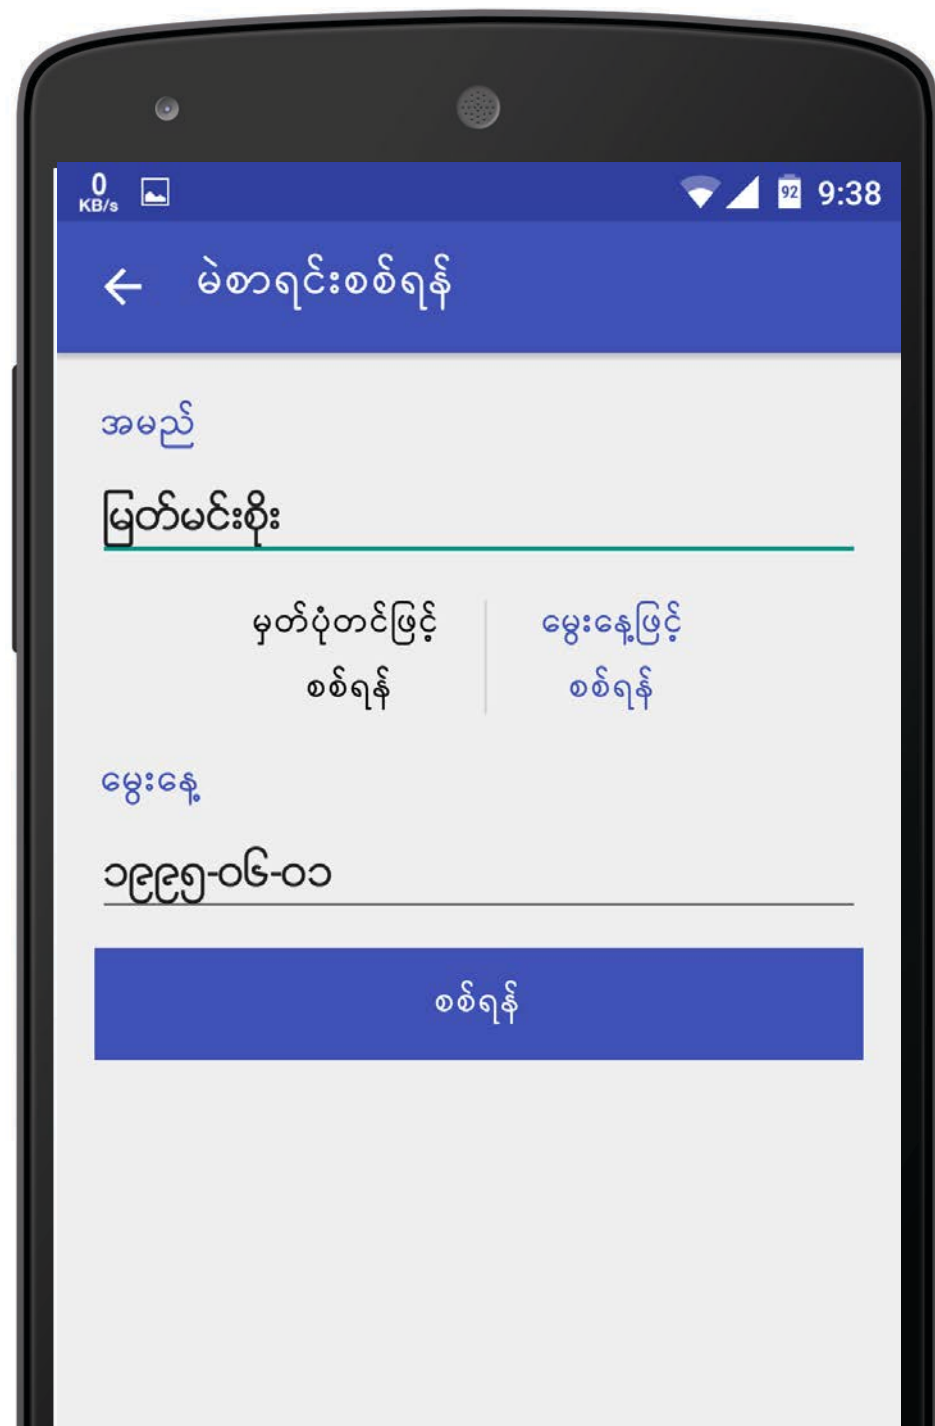 0
KB/s
92
9:38
မဲစာရင်းစစ်ရန်
အမည်
မြတ်မင်းစိုး
မှတ်ပုံတင်ဖြင့်
စစ်ရန်
မွေးနေ့ဖြင့်
စစ်ရန်
မွေးနေ့
၁၉၉၅-၀၆-၀၁
စစ်ရန်